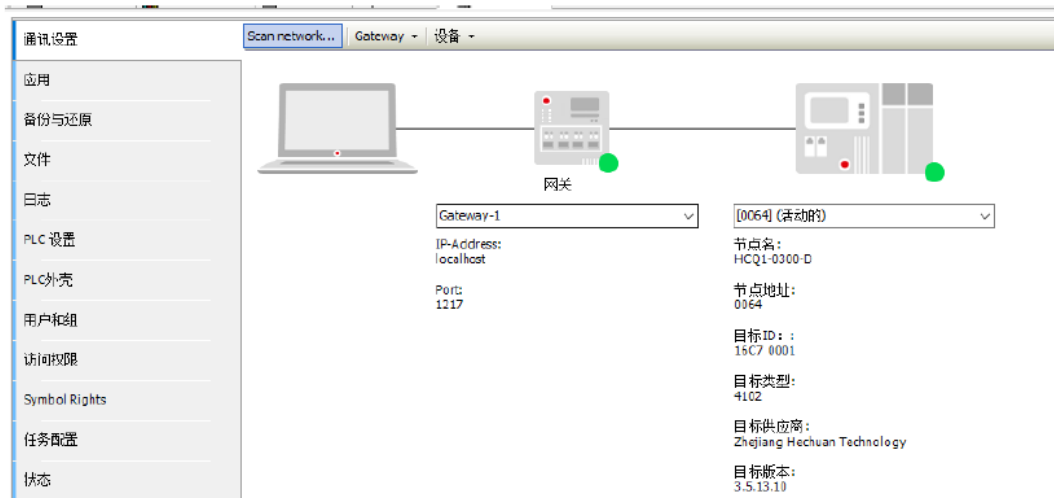 通讯设置
Scan network...
Gateway
设备
应用
备份与还原
文件
日志
PLC 设置
PLC外壳
用户和组
访问权限
Symbol Rights
任务配置
状态
网关
Gateway-1
IP-Address:
localhost
Port:
1217
[0064] (活动的)
节点名:
HCQ1-0300-D
节点地址:
0064
目标ID: :
16C7 0001
目标类型:
4102
目标供应商:
Zhejiang Hechuan Technology
目标版本:
3.5.13.10